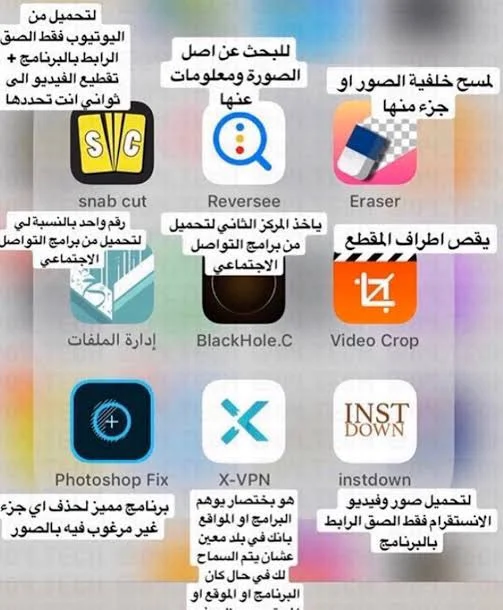 لتحميل من
اليوتيوب فقط الصق
الرابط بالبرنامج +
تقطيع الفيديو الى
ثواني انت تحددها
للبحث عن اصل
الصورة ومعلومات
عنها
لمسح خلفية الصور او
جزء منها
S C
snab cut
Reversee
Eraser
رقم واحد بالنسبة لي
لتحميل من برامج التواصل
الاجتماعي
ياخذ المركز الثاني لتحميل
من برامج التواصل
الاجتماعي
يقص اطراف المقطع
إدارة الملفات
BlackHole.C
Video Crop
INST
DOWN
Photoshop Fix
X-VPN
instdown
برنامج مميز لحذف اي جزء
غير مرغوب فيه بالصور
هو بختصار يوهم
البرامج او المواقع
بانك في بلد معين
عشان يتم السماح
لك في حال كان
البرنامج او الموقع او
لتحميل صور وفيديو
الانستقرام فقط الصق الرابط
بالبرنامج